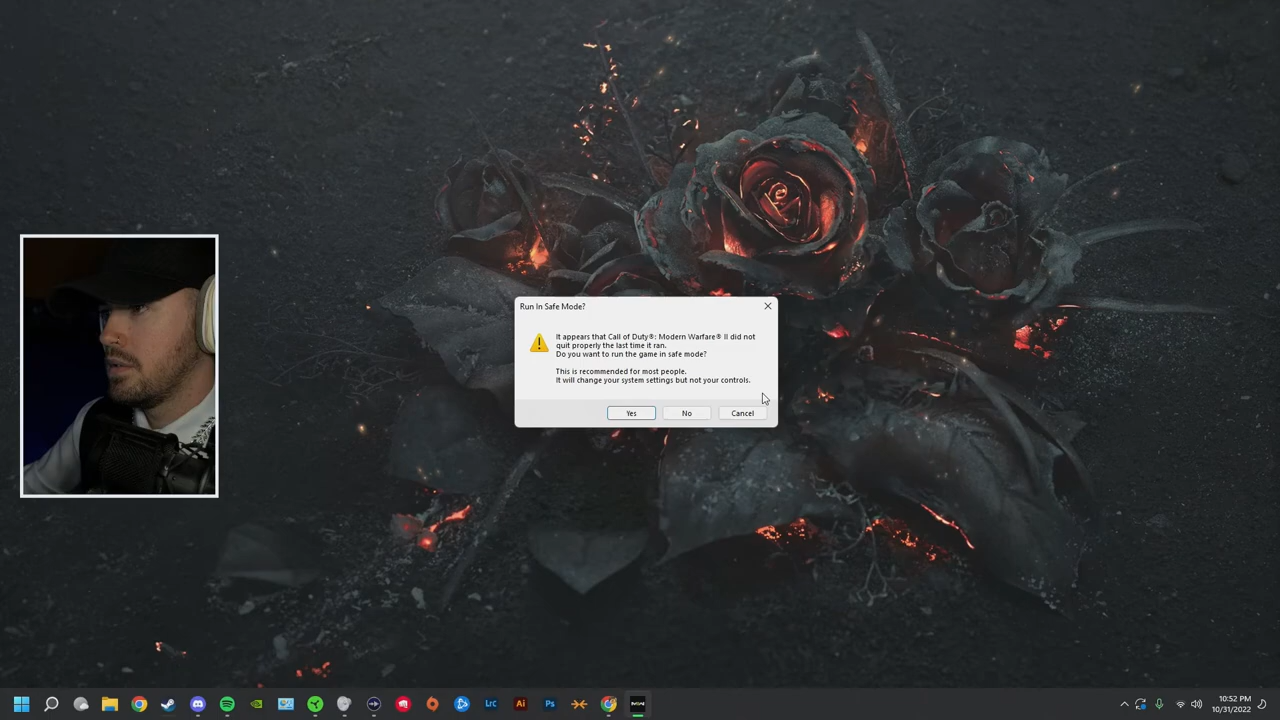 Run In Safe Mode?
It appears that Call of Duty®: Modern Warfare® II did not
quit properly the last time it ran.
Do you want to run the game in safe mode?
This is recommended for most people.
It will change your system settings but not your controls.
Yes
No
Cancel
Lrc
Ai
Ps
10:52 PM
10/31/2022